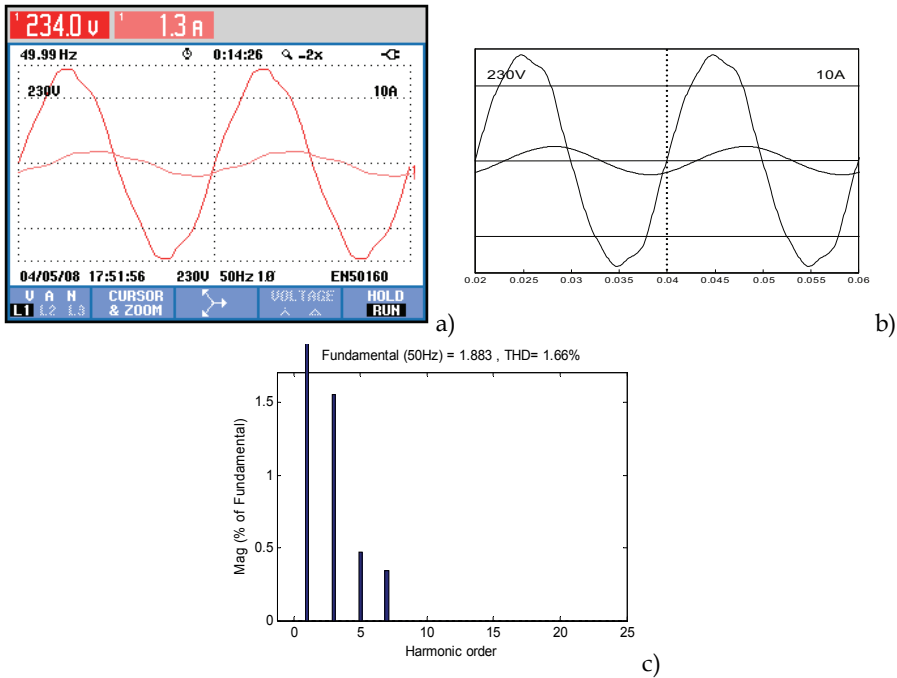 1 234.0 V 1 1.3 A
49.99 Hz 0:14:26 -2x
230V 10A
1
04/05/08 17:51:56 230V 50Hz 1Ø EN50160
V A N CURSOR VOLTAGE HOLD
L1 L2 L3 & ZOOM RUN
a)
230V 10A
0.02 0.025 0.03 0.035 0.04 0.045 0.05 0.055 0.06
b)
Fundamental (50Hz) = 1.883 , THD= 1.66%
Mag (% of Fundamental)
1.5
1
0.5
0
0 5 10 15 20 25
Harmonic order
c)